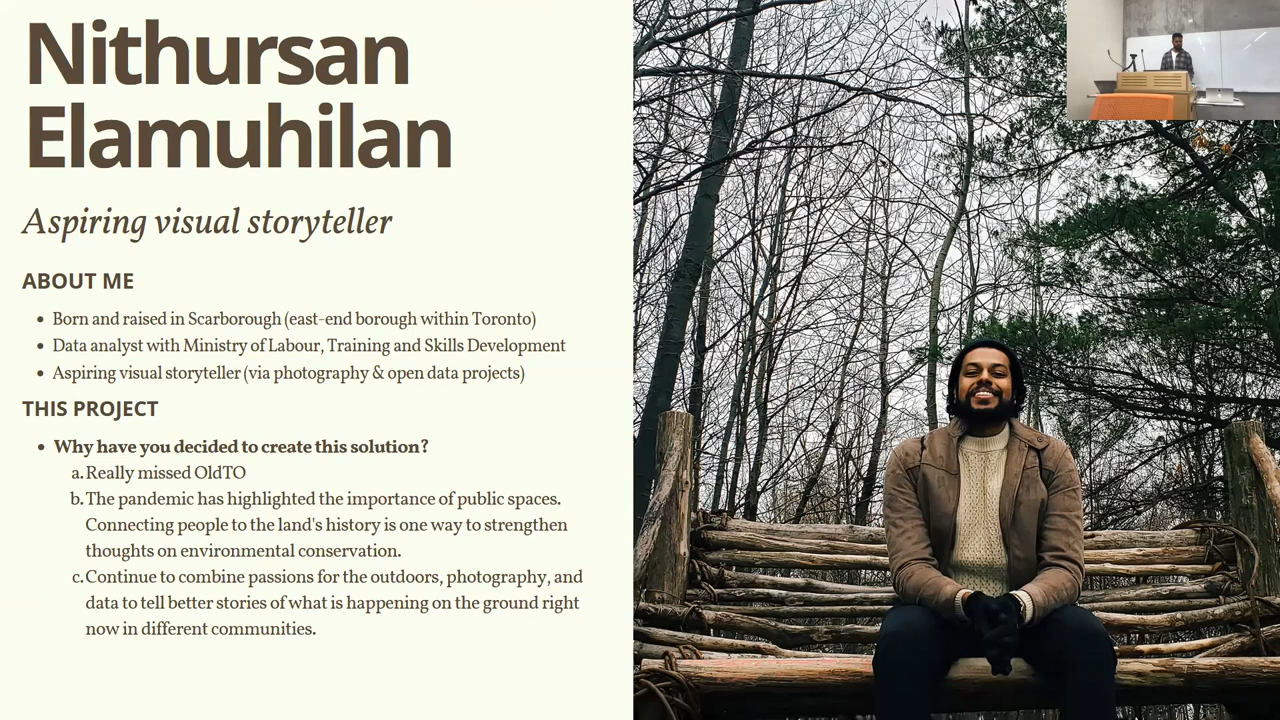 Nithursan
Elamuhilan
Aspiring visual storyteller
ABOUT ME
• Born and raised in Scarborough (east-end borough within Toronto)
• Data analyst with Ministry of Labour, Training and Skills Development
• Aspiring visual storyteller (via photography & open data projects)
THIS PROJECT
• Why have you decided to create this solution?
a. Really missed OldTO
b. The pandemic has highlighted the importance of public spaces.
Connecting people to the land's history is one way to strengthen
thoughts on environmental conservation.
c. Continue to combine passions for the outdoors, photography, and
data to tell better stories of what is happening on the ground right
now in different communities.